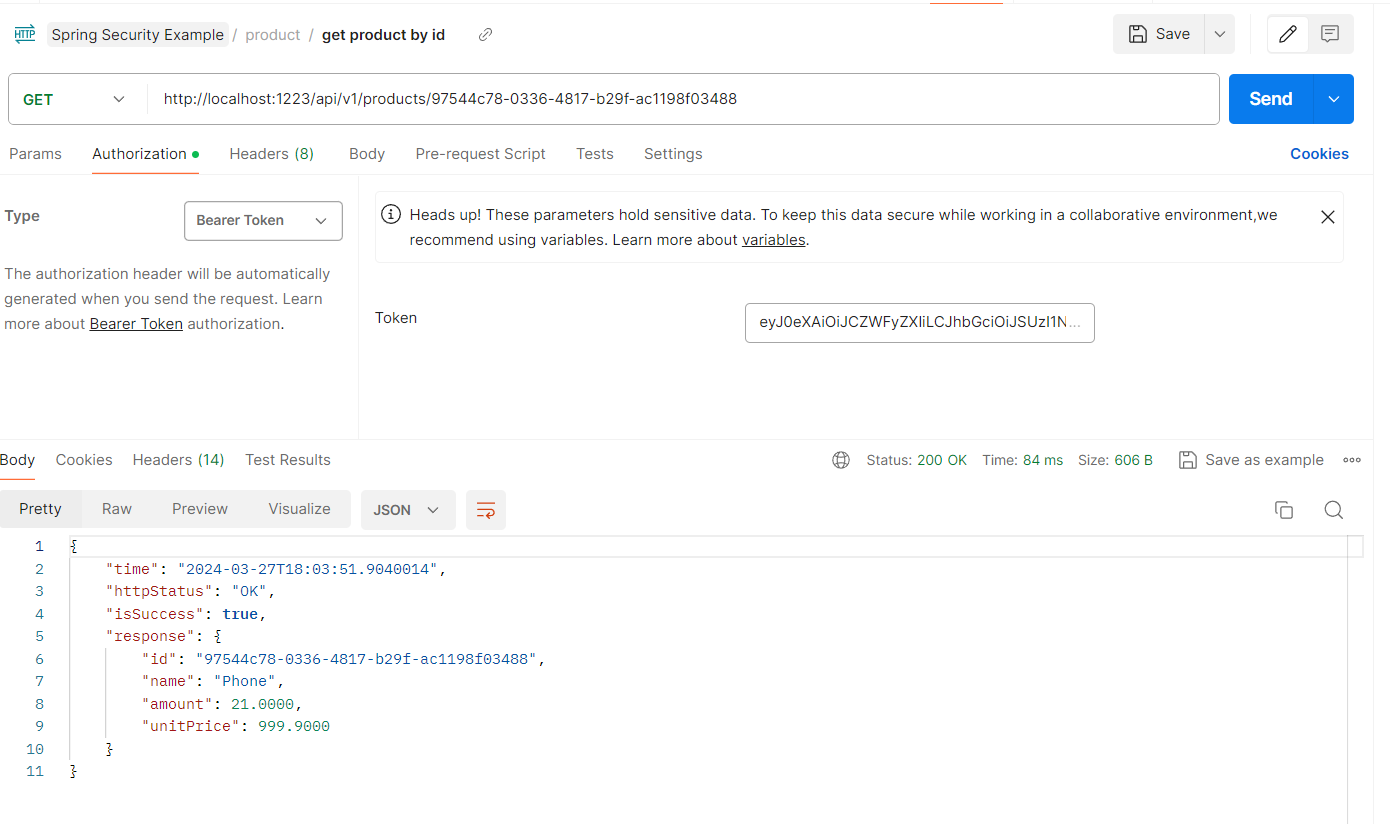 HTTP Spring Security Example / product / get product by id
Save
GET http://localhost:1223/api/v1/products/97544c78-0336-4817-b29f-ac1198f03488 Send
Params Authorization Headers (8) Body Pre-request Script Tests Settings Cookies
Type Bearer Token
Heads up! These parameters hold sensitive data. To keep this data secure while working in a collaborative environment,we
recommend using variables. Learn more about variables.
The authorization header will be automatically
generated when you send the request. Learn
more about Bearer Token authorization.
Token eyJ0eXAiOiJCZWFyZXIiLCJhbGciOiJSUzI1N...
Body Cookies Headers (14) Test Results Status: 200 OK Time: 84 ms Size: 606 B Save as example
Pretty Raw Preview Visualize JSON
1 {
2 "time": "2024-03-27T18:03:51.9040014",
3 "httpStatus": "OK",
4 "isSuccess": true,
5 "response": {
6 "id": "97544c78-0336-4817-b29f-ac1198f03488",
7 "name": "Phone",
8 "amount": 21.0000,
9 "unitPrice": 999.9000
10 }
11 }